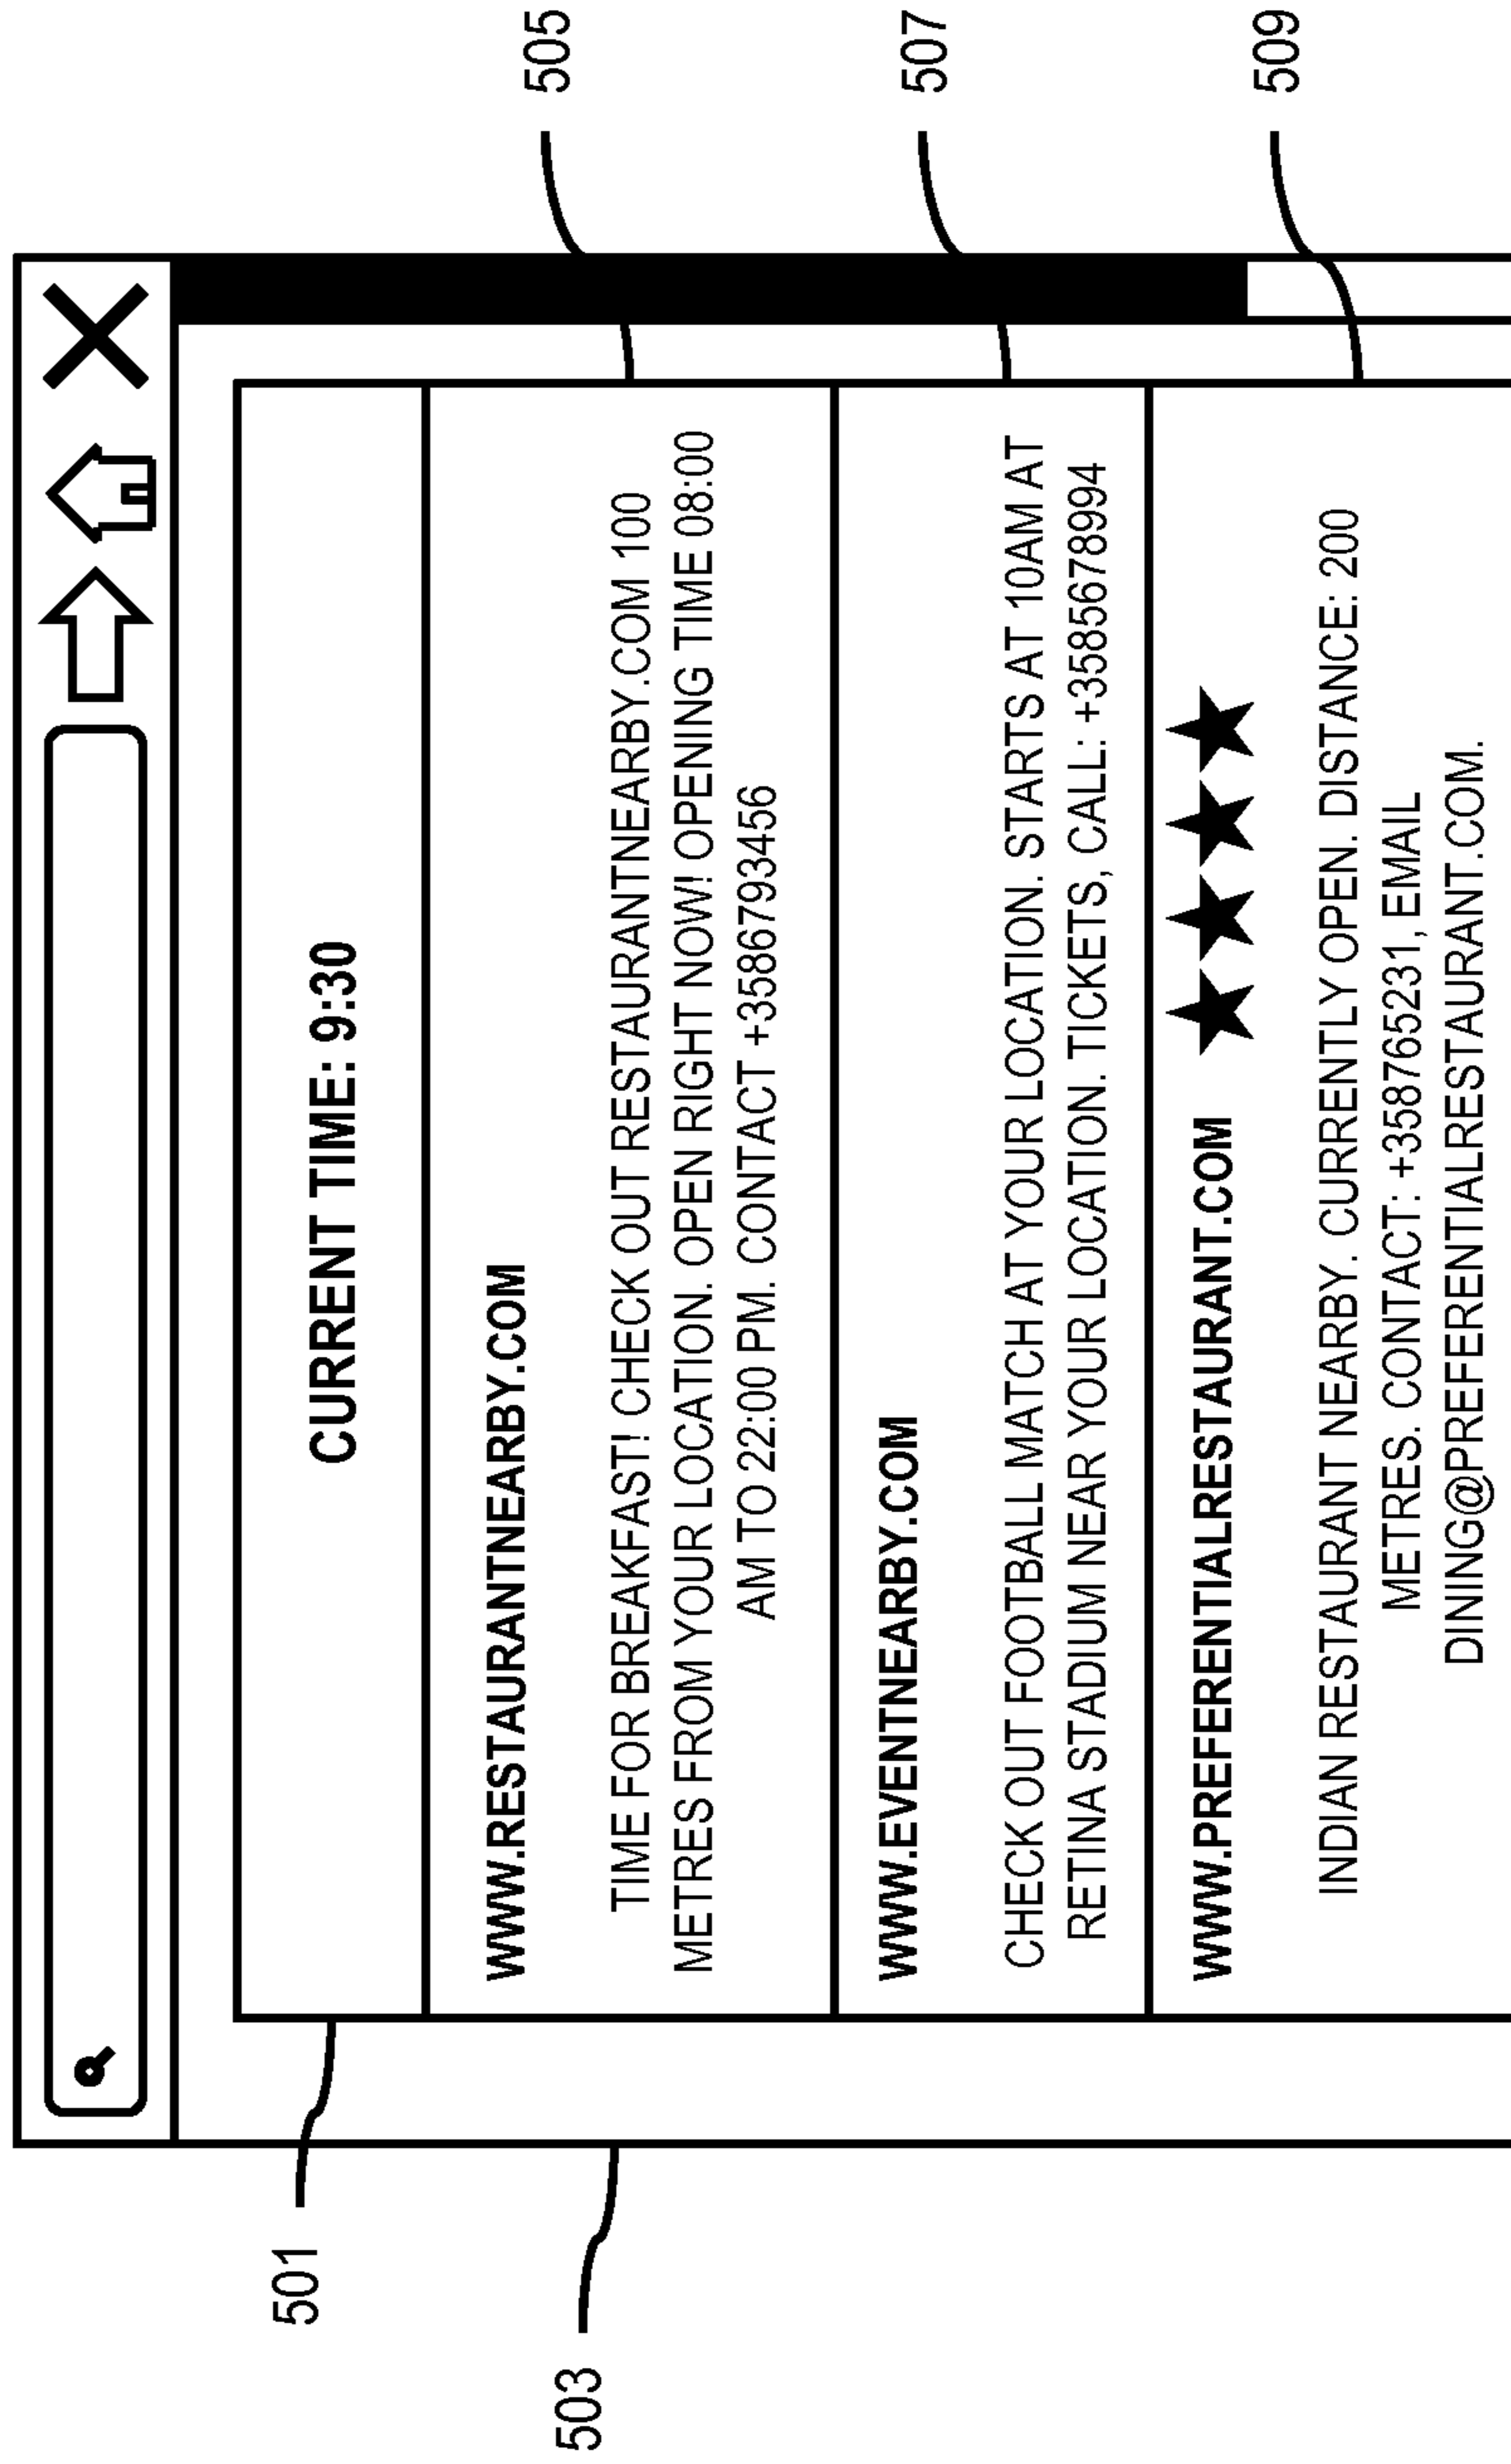 501
CURRENT TIME: 9:30
503
505
WWW.RESTAURANTNEARBY.COM
TIME FOR BREAKFAST! CHECK OUT RESTAURANTNEARBY.COM 100
METRES FROM YOUR LOCATION. OPEN RIGHT NOW! OPENING TIME 08:00
AM TO 22:00 PM. CONTACT +3586793456
507
WWW.EVENTNEARBY.COM
CHECK OUT FOOTBALL MATCH AT YOUR LOCATION. STARTS AT 10AM AT
RETINA STADIUM NEAR YOUR LOCATION. TICKETS, CALL: +3585678994
509
WWW.PREFERENTIALRESTAURANT.COM
INDIAN RESTAURANT NEARBY. CURRENTLY OPEN. DISTANCE: 200
METRES. CONTACT: +358765231, EMAIL
DINING@PREFERENTIALRESTAURANT.COM.